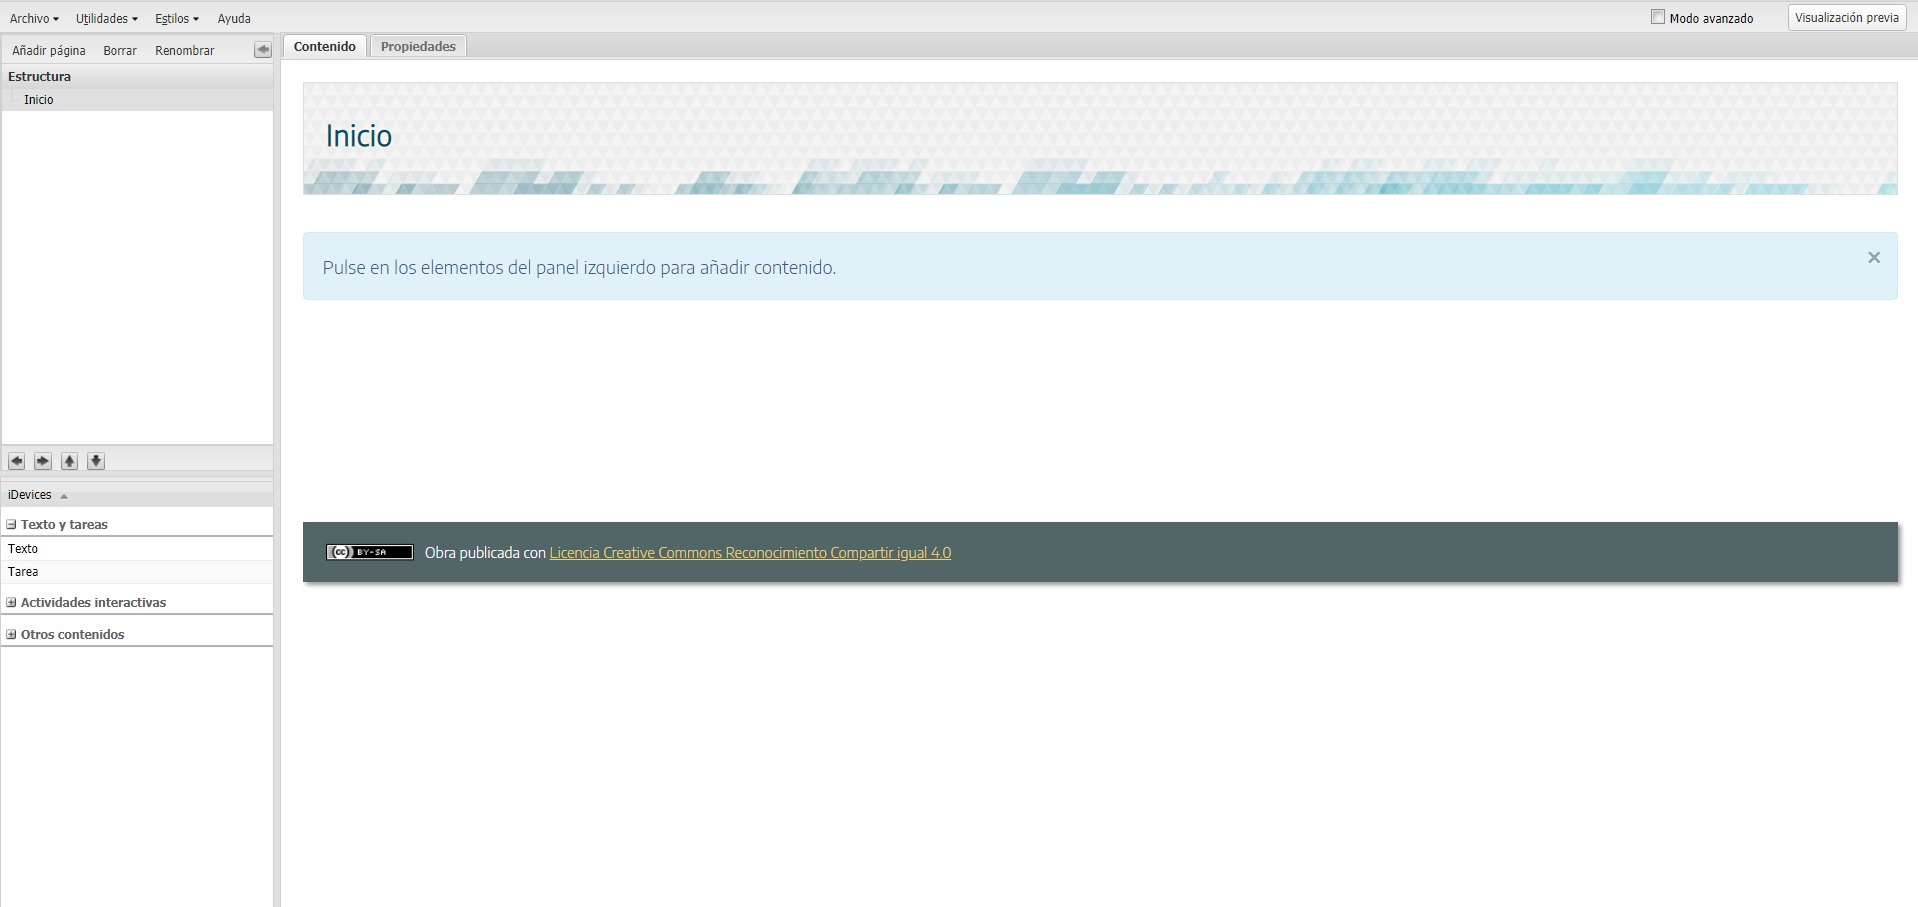 Archivo Utilidades Estilos Ayuda Modo avanzado Visualización previa
Añadir página Borrar Renombrar
Contenido Propiedades
Estructura
Inicio
Inicio
Pulse en los elementos del panel izquierdo para añadir contenido.
iDevices
Texto y tareas
Texto
Tarea
Actividades interactivas
Otros contenidos
cc BY-SA Obra publicada con Licencia Creative Commons Reconocimiento Compartir igual 4.0